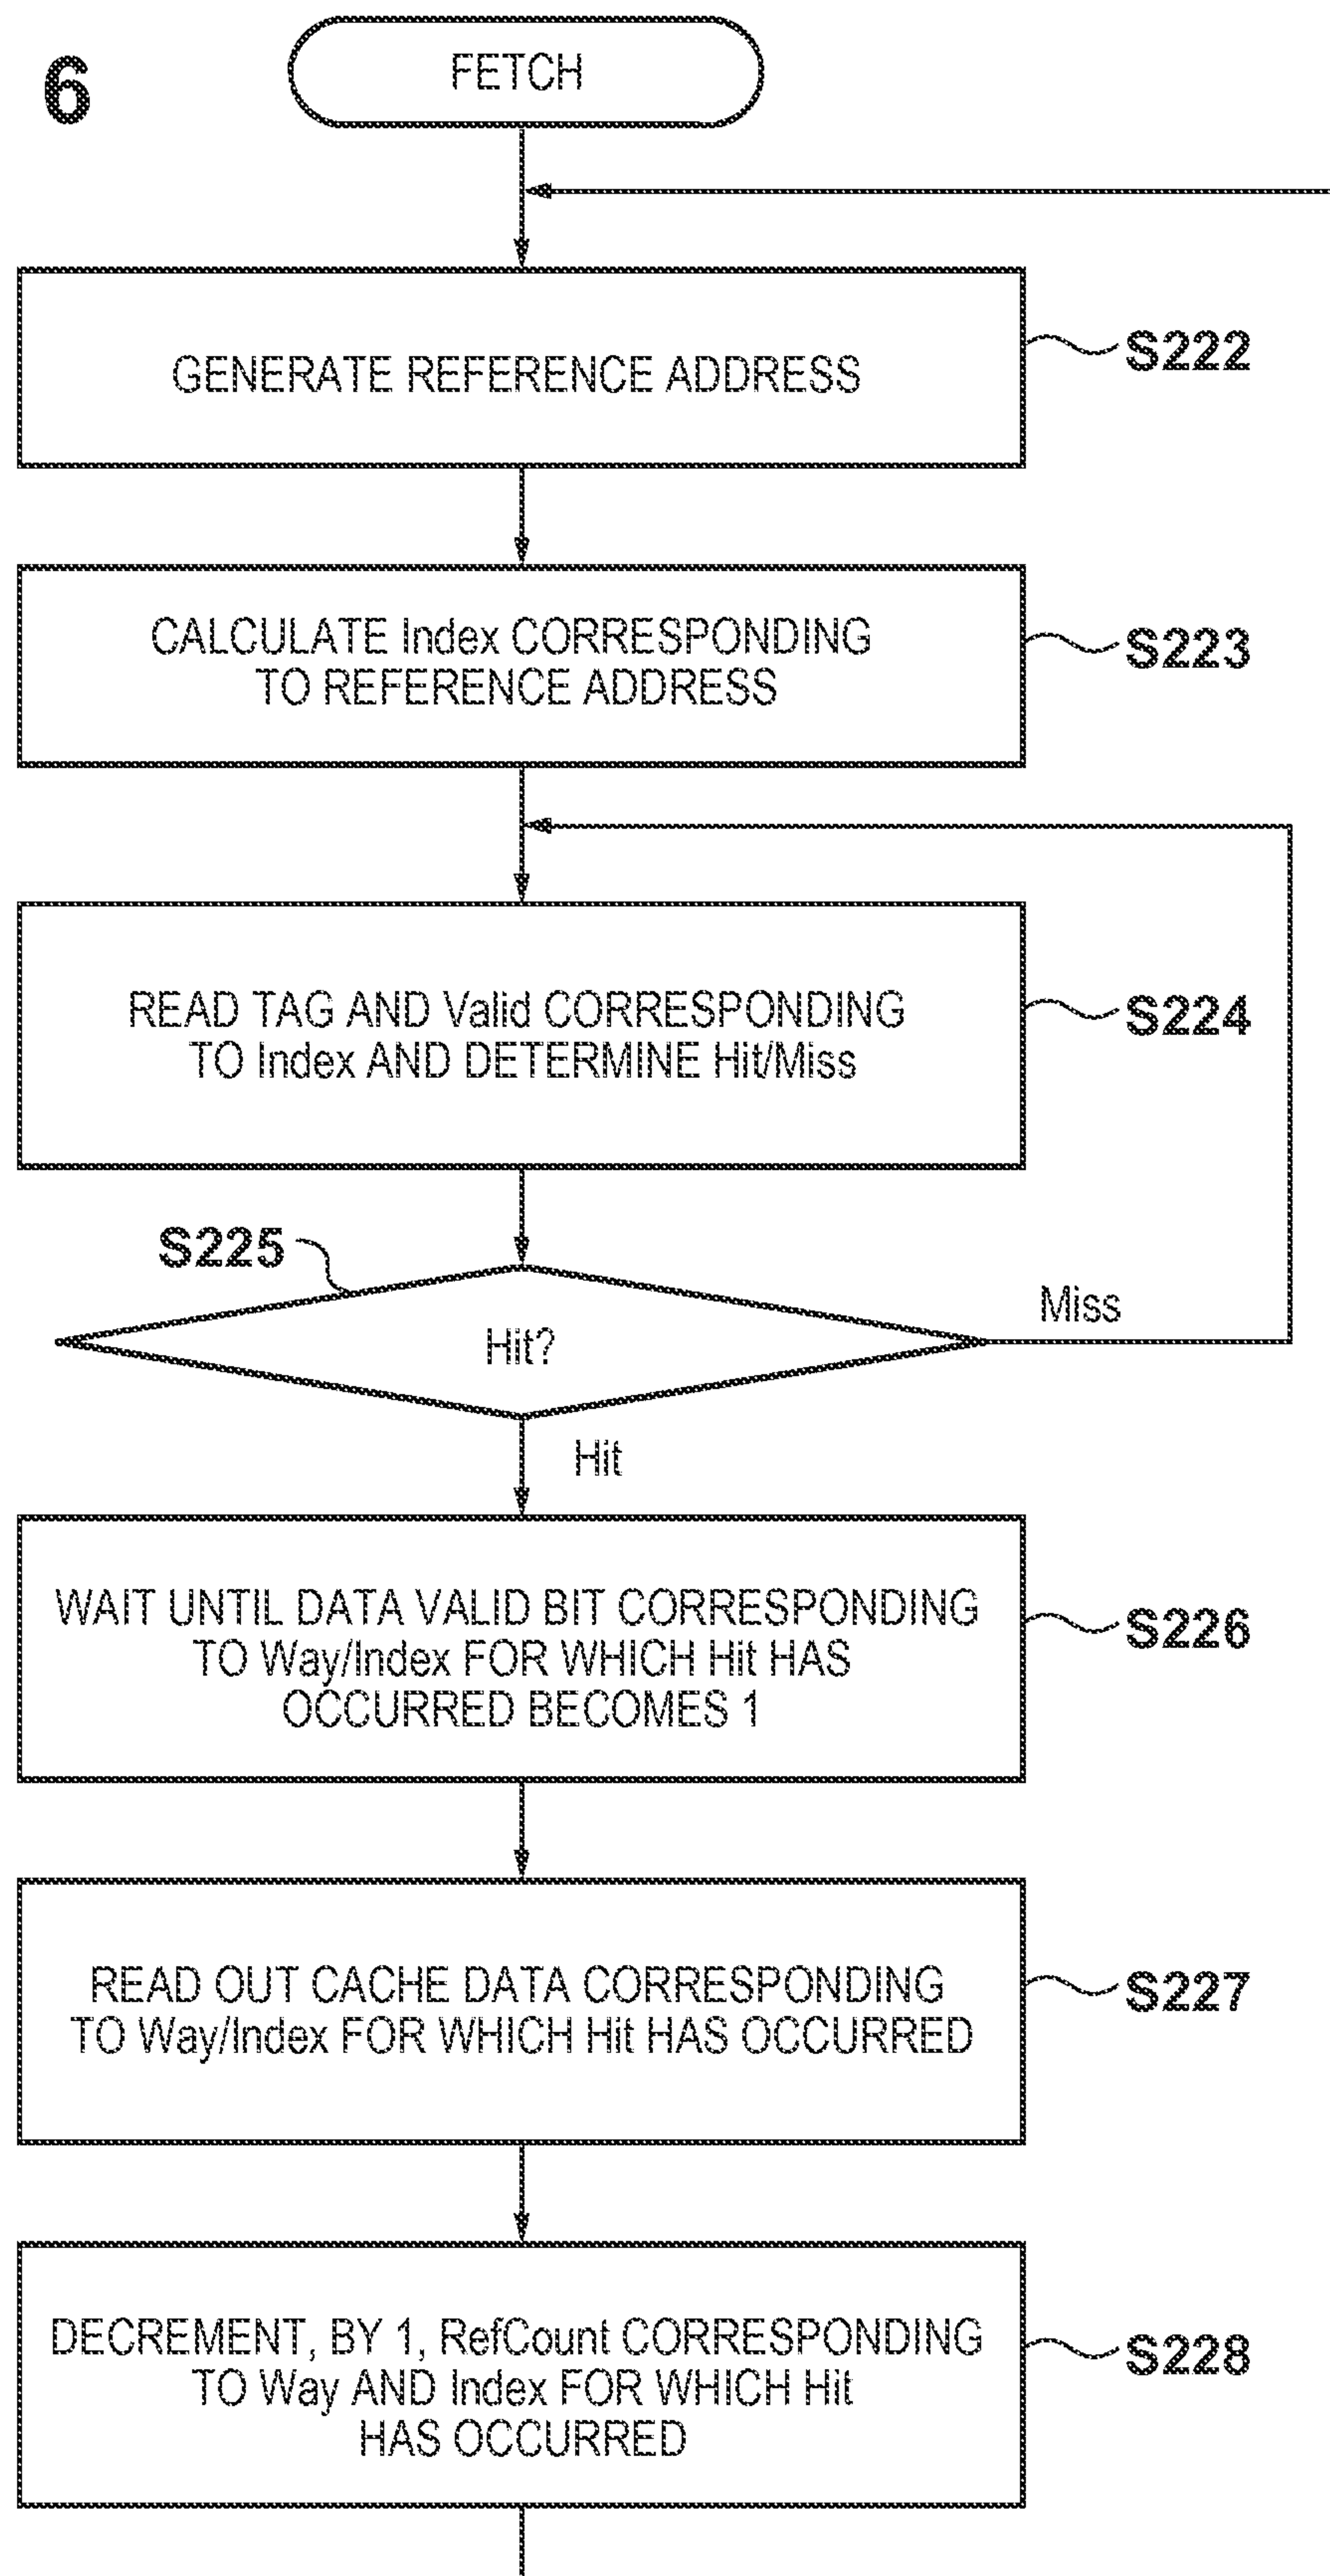 6
FETCH
GENERATE REFERENCE ADDRESS
S222
CALCULATE Index CORRESPONDING
TO REFERENCE ADDRESS
S223
READ TAG AND Valid CORRESPONDING
TO Index AND DETERMINE Hit/Miss
S224
S225
Hit?
Miss
Hit
WAIT UNTIL DATA VALID BIT CORRESPONDING
TO Way/Index FOR WHICH Hit HAS
OCCURRED BECOMES 1
S226
READ OUT CACHE DATA CORRESPONDING
TO Way/Index FOR WHICH Hit HAS OCCURRED
S227
DECREMENT, BY 1, RefCount CORRESPONDING
TO Way AND Index FOR WHICH Hit
HAS OCCURRED
S228